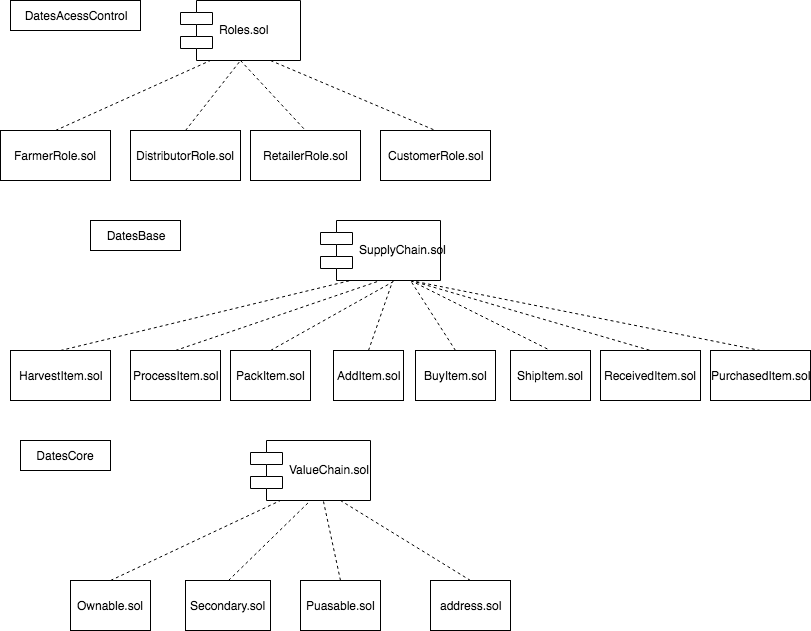 DatesAcessControl
Roles.sol
FarmerRole.sol
DistributorRole.sol
RetailerRole.sol
CustomerRole.sol
DatesBase
SupplyChain.sol
HarvestItem.sol
ProcessItem.sol
PackItem.sol
AddItem.sol
BuyItem.sol
ShipItem.sol
ReceivedItem.sol
PurchasedItem.sol
DatesCore
ValueChain.sol
Ownable.sol
Secondary.sol
Puasable.sol
address.sol